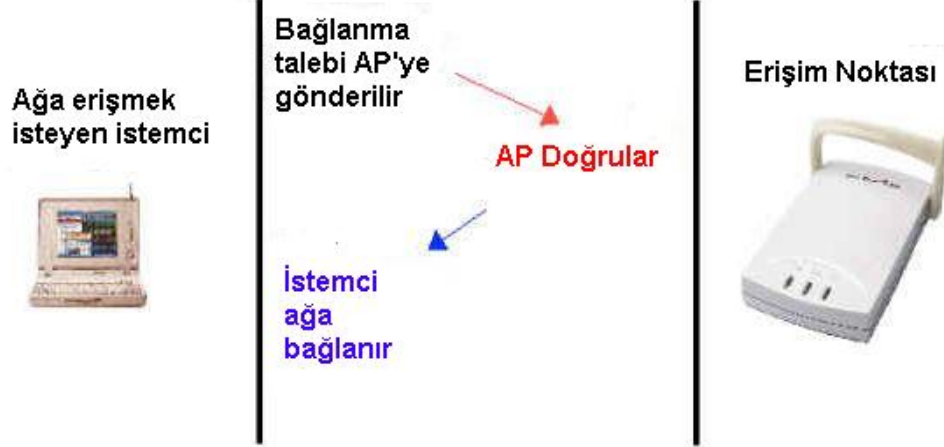 Ağa erişmek
isteyen istemci
Bağlanma
talebi AP'ye
gönderilir
AP Doğrular
İstemci
ağa
bağlanır
Erişim Noktası